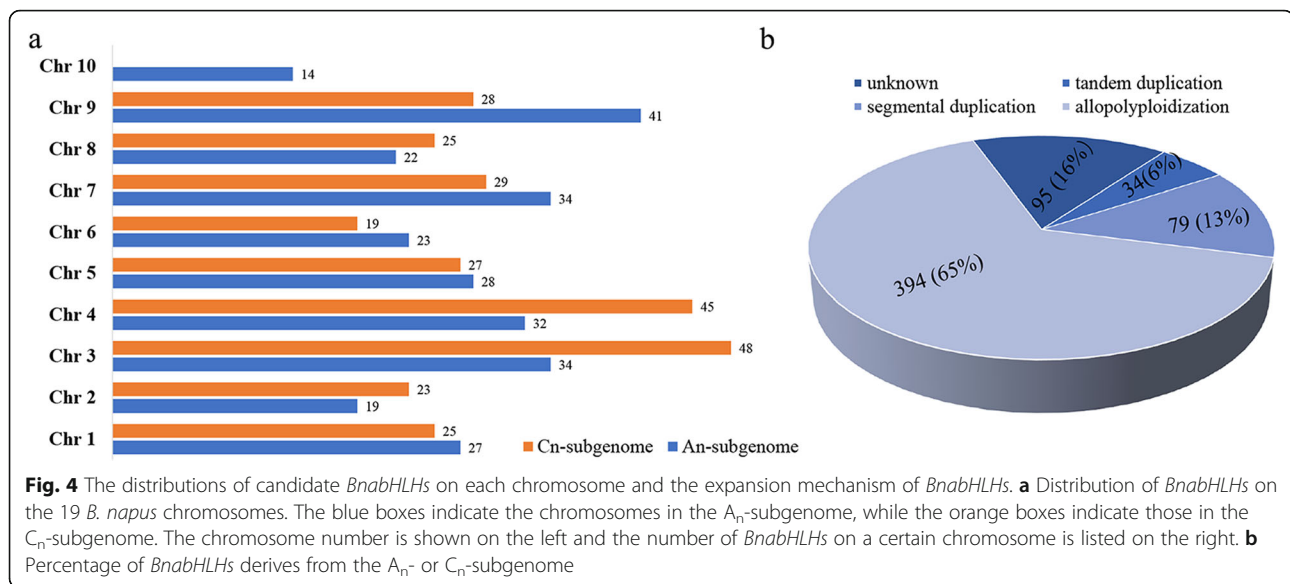 a
Chr 10
14
Chr 9
28
41
Chr 8
25
22
Chr 7
29
34
Chr 6
19
23
Chr 5
27
28
Chr 4
45
32
Chr 3
48
34
Chr 2
23
19
Chr 1
25
27
Cn-subgenome An-subgenome
b
unknown tandem duplication
segmental duplication allopolyploidization
95 (16%)
34(6%)
79 (13%)
394 (65%)
Fig. 4 The distributions of candidate BnabHLHs on each chromosome and the expansion mechanism of BnabHLHs. a Distribution of BnabHLHs on
the 19 B. napus chromosomes. The blue boxes indicate the chromosomes in the An-subgenome, while the orange boxes indicate those in the
Cn-subgenome. The chromosome number is shown on the left and the number of BnabHLHs on a certain chromosome is listed on the right. b
Percentage of BnabHLHs derives from the An- or Cn-subgenome